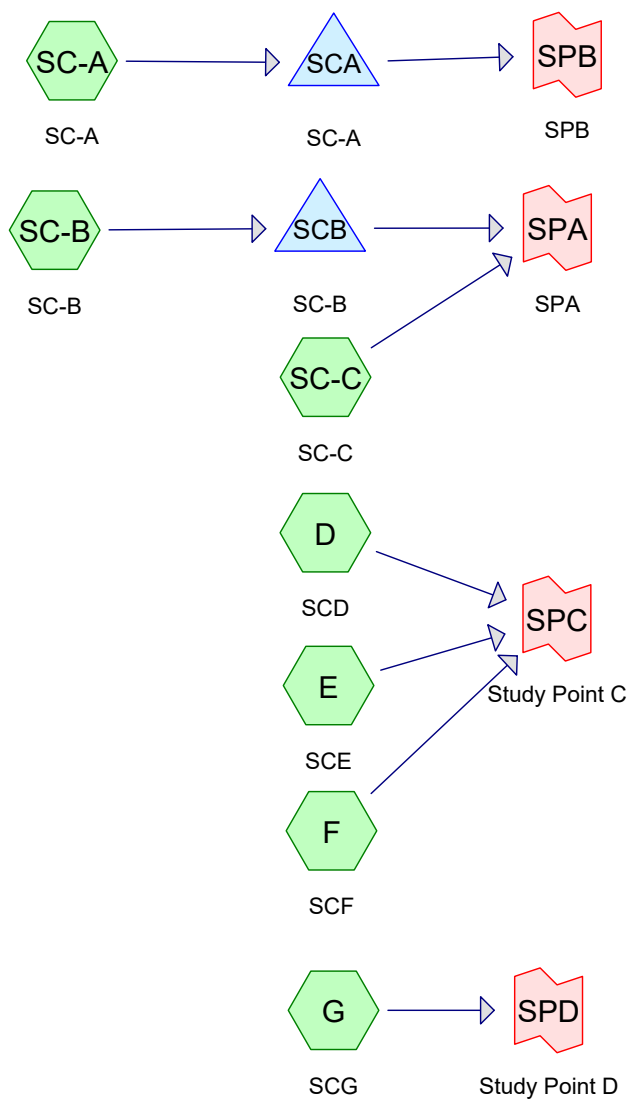 SC-A
SCA
SPB
SC-A
SC-A
SPB
SC-B
SCB
SPA
SC-B
SC-B
SPA
SC-C
SC-C
D
SCD
SPC
Study Point C
E
SCE
F
SCF
G
SPD
SCG
Study Point D